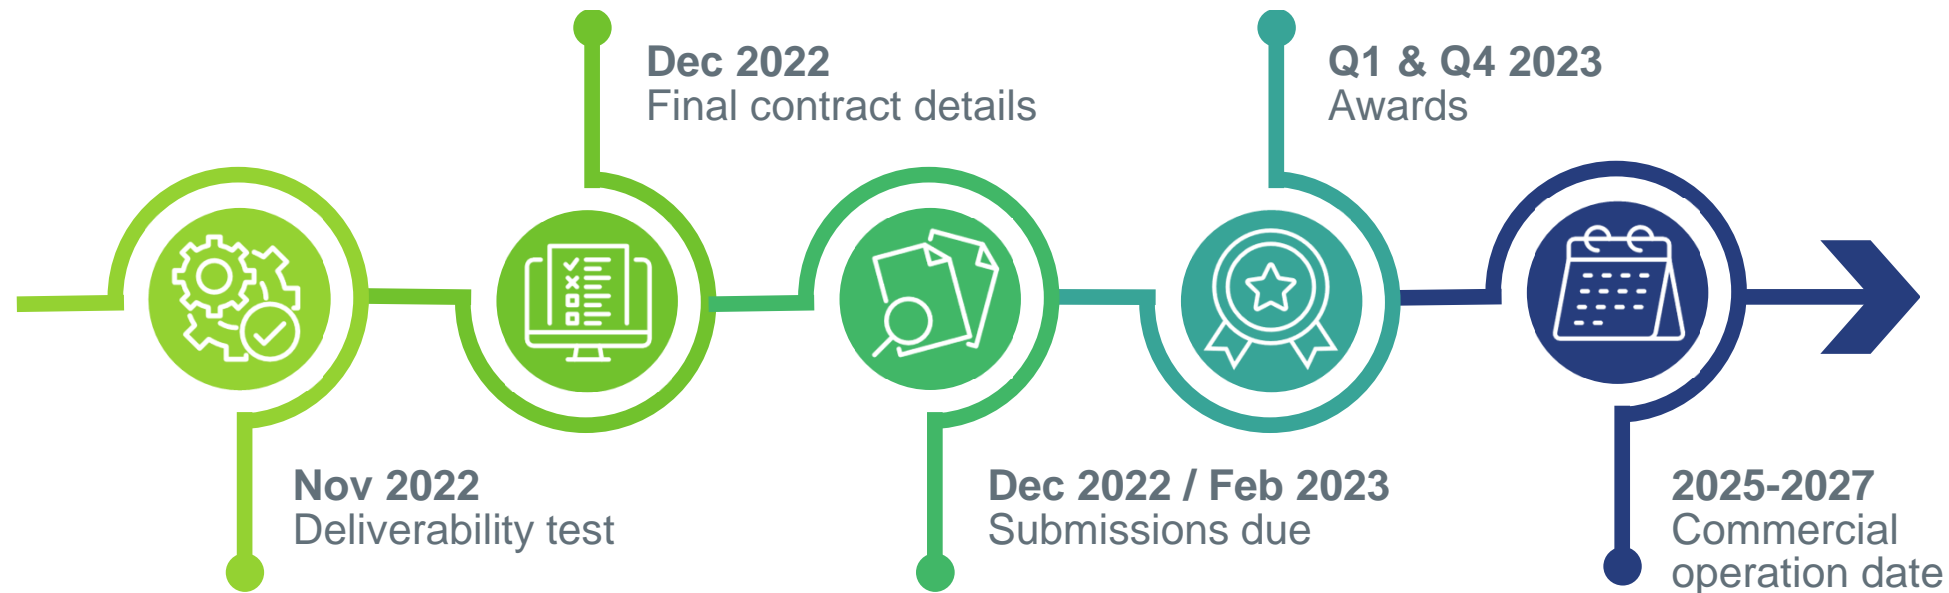 Nov 2022
Deliverability test
Dec 2022
Final contract details
Dec 2022 / Feb 2023
Submissions due
Q1 & Q4 2023
Awards
2025-2027
Commercial
operation date